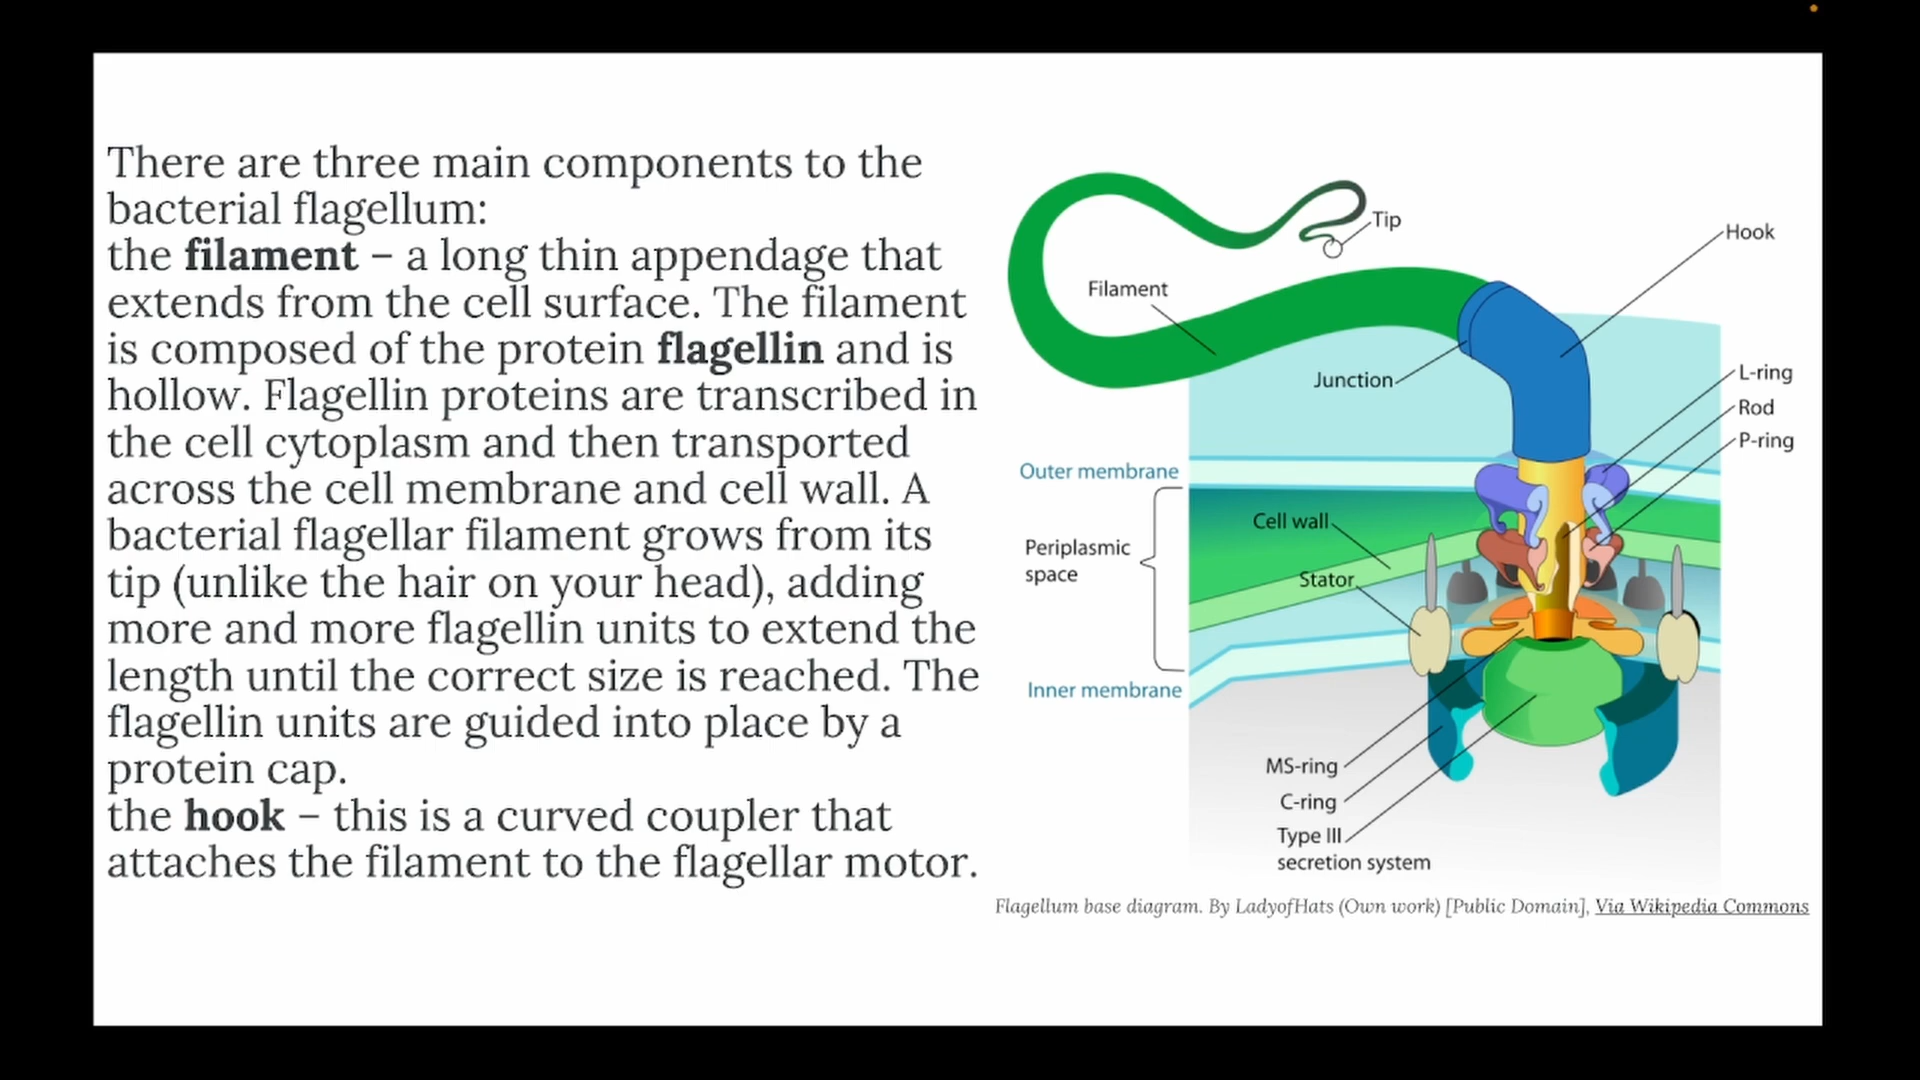 There are three main components to the
bacterial flagellum:
the filament – a long thin appendage that
extends from the cell surface. The filament
is composed of the protein flagellin and is
hollow. Flagellin proteins are transcribed in
the cell cytoplasm and then transported
across the cell membrane and cell wall. A
bacterial flagellar filament grows from its
tip (unlike the hair on your head), adding
more and more flagellin units to extend the
length until the correct size is reached. The
flagellin units are guided into place by a
protein cap.
the hook – this is a curved coupler that
attaches the filament to the flagellar motor.
Tip
Hook
Filament
Junction
L-ring
Rod
P-ring
Outer membrane
Cell wall
Periplasmic
space
Stator
Inner membrane
MS-ring
C-ring
Type III
secretion system
Flagellum base diagram. By LadyofHats (Own work) [Public Domain], Via Wikipedia Commons